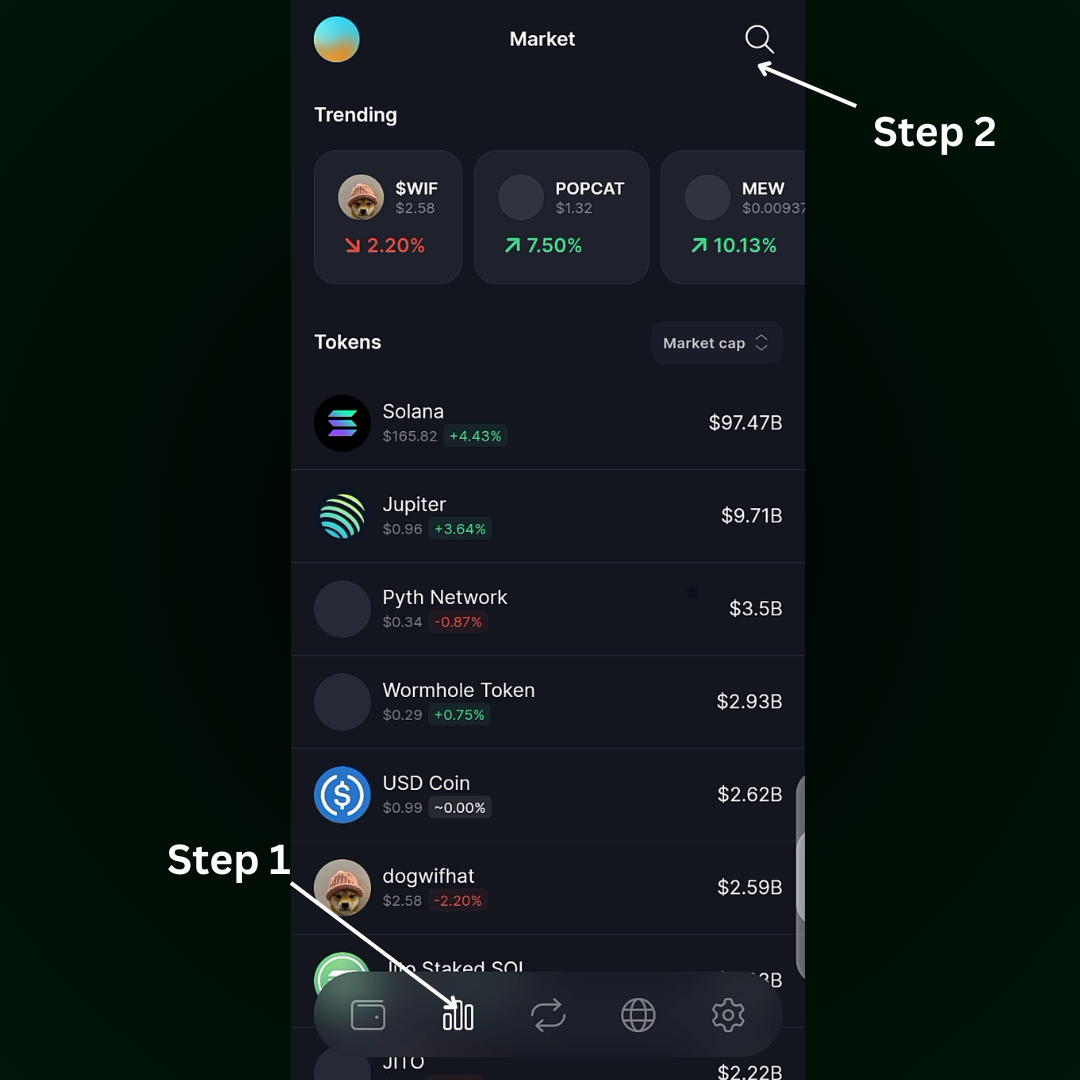 Market
Step 2
Trending
$WIF
$2.58
2.20%
POPCAT
$1.32
7.50%
MEW
$0.00937
10.13%
Tokens
Market cap
Solana
$165.82 +4.43%
$97.47B
Jupiter
$0.96 +3.64%
$9.71B
Pyth Network
$0.34 -0.87%
$3.5B
Wormhole Token
$0.29 +0.75%
$2.93B
USD Coin
$0.99 ~0.00%
$2.62B
Step 1
dogwifhat
$2.58 -2.20%
$2.59B
Jito Staked SOL
JITO
$2.22B